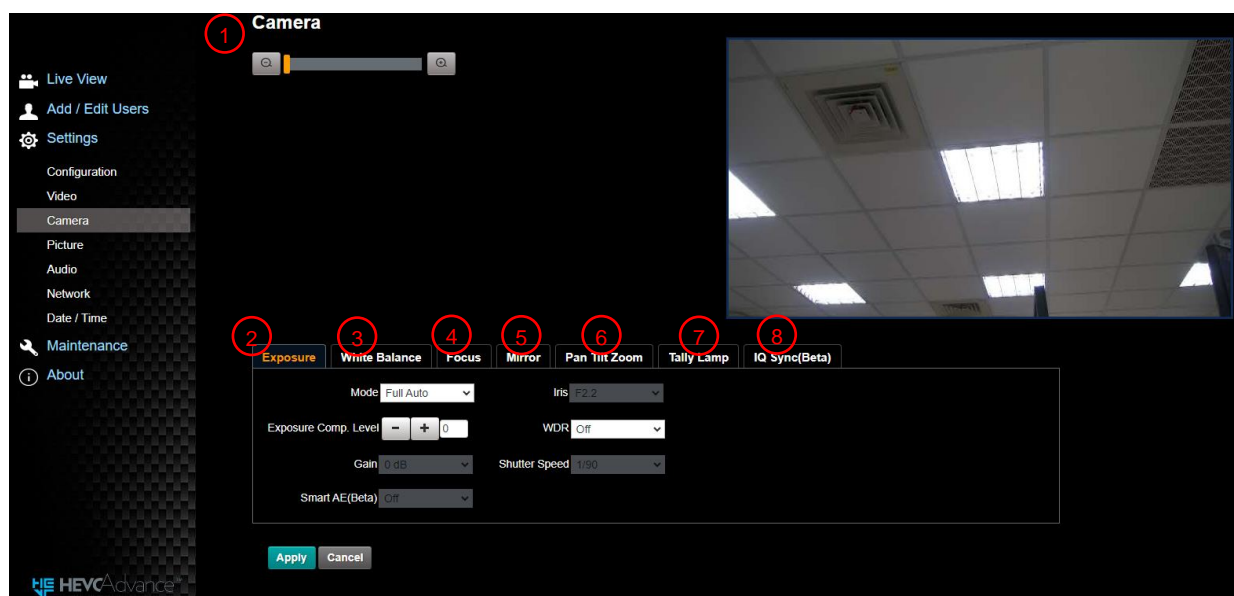 1
Camera
Live View
Add / Edit Users
Settings
Configuration
Video
Camera
Picture
Audio
Network
Date / Time
Maintenance
About
2 3 4 5 6 7 8
Exposure White Balance Focus Mirror Pan Tilt Zoom Tally Lamp IQ Sync(Beta)
Mode Full Auto Iris F2.2
Exposure Comp. Level - + 0 WDR Off
Gain 0 dB Shutter Speed 1/90
Smart AE(Beta) Off
Apply Cancel
HEVCAdvance™